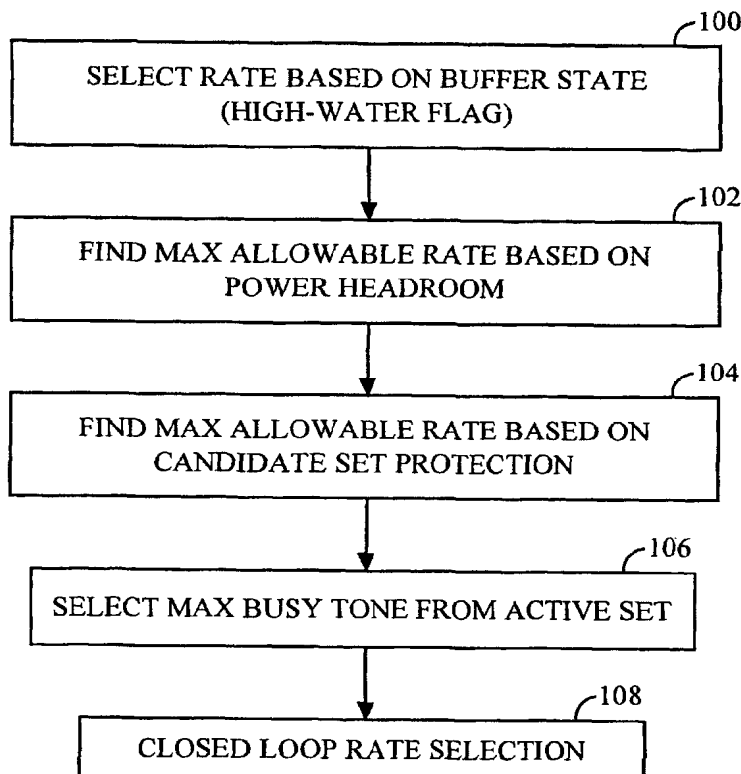 100
SELECT RATE BASED ON BUFFER STATE
(HIGH-WATER FLAG)
102
FIND MAX ALLOWABLE RATE BASED ON
POWER HEADROOM
104
FIND MAX ALLOWABLE RATE BASED ON
CANDIDATE SET PROTECTION
106
SELECT MAX BUSY TONE FROM ACTIVE SET
108
CLOSED LOOP RATE SELECTION